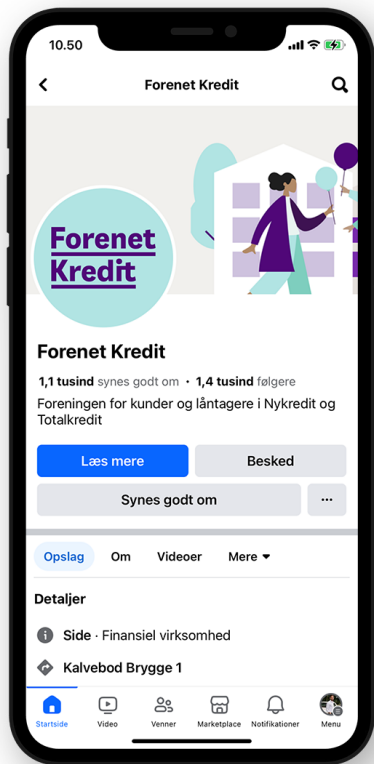 10.50
Forenet Kredit
Forenet
Kredit
Forenet Kredit
1,1 tusind synes godt om · 1,4 tusind følgere
Foreningen for kunder og låntagere i Nykredit og
Totalkredit
Læs mere
Besked
Synes godt om
...
Opslag Om Videoer Mere
Detaljer
Side · Finansiel virksomhed
Kalvebod Brygge 1
Startside Video Venner Marketplace Notifikationer Menu